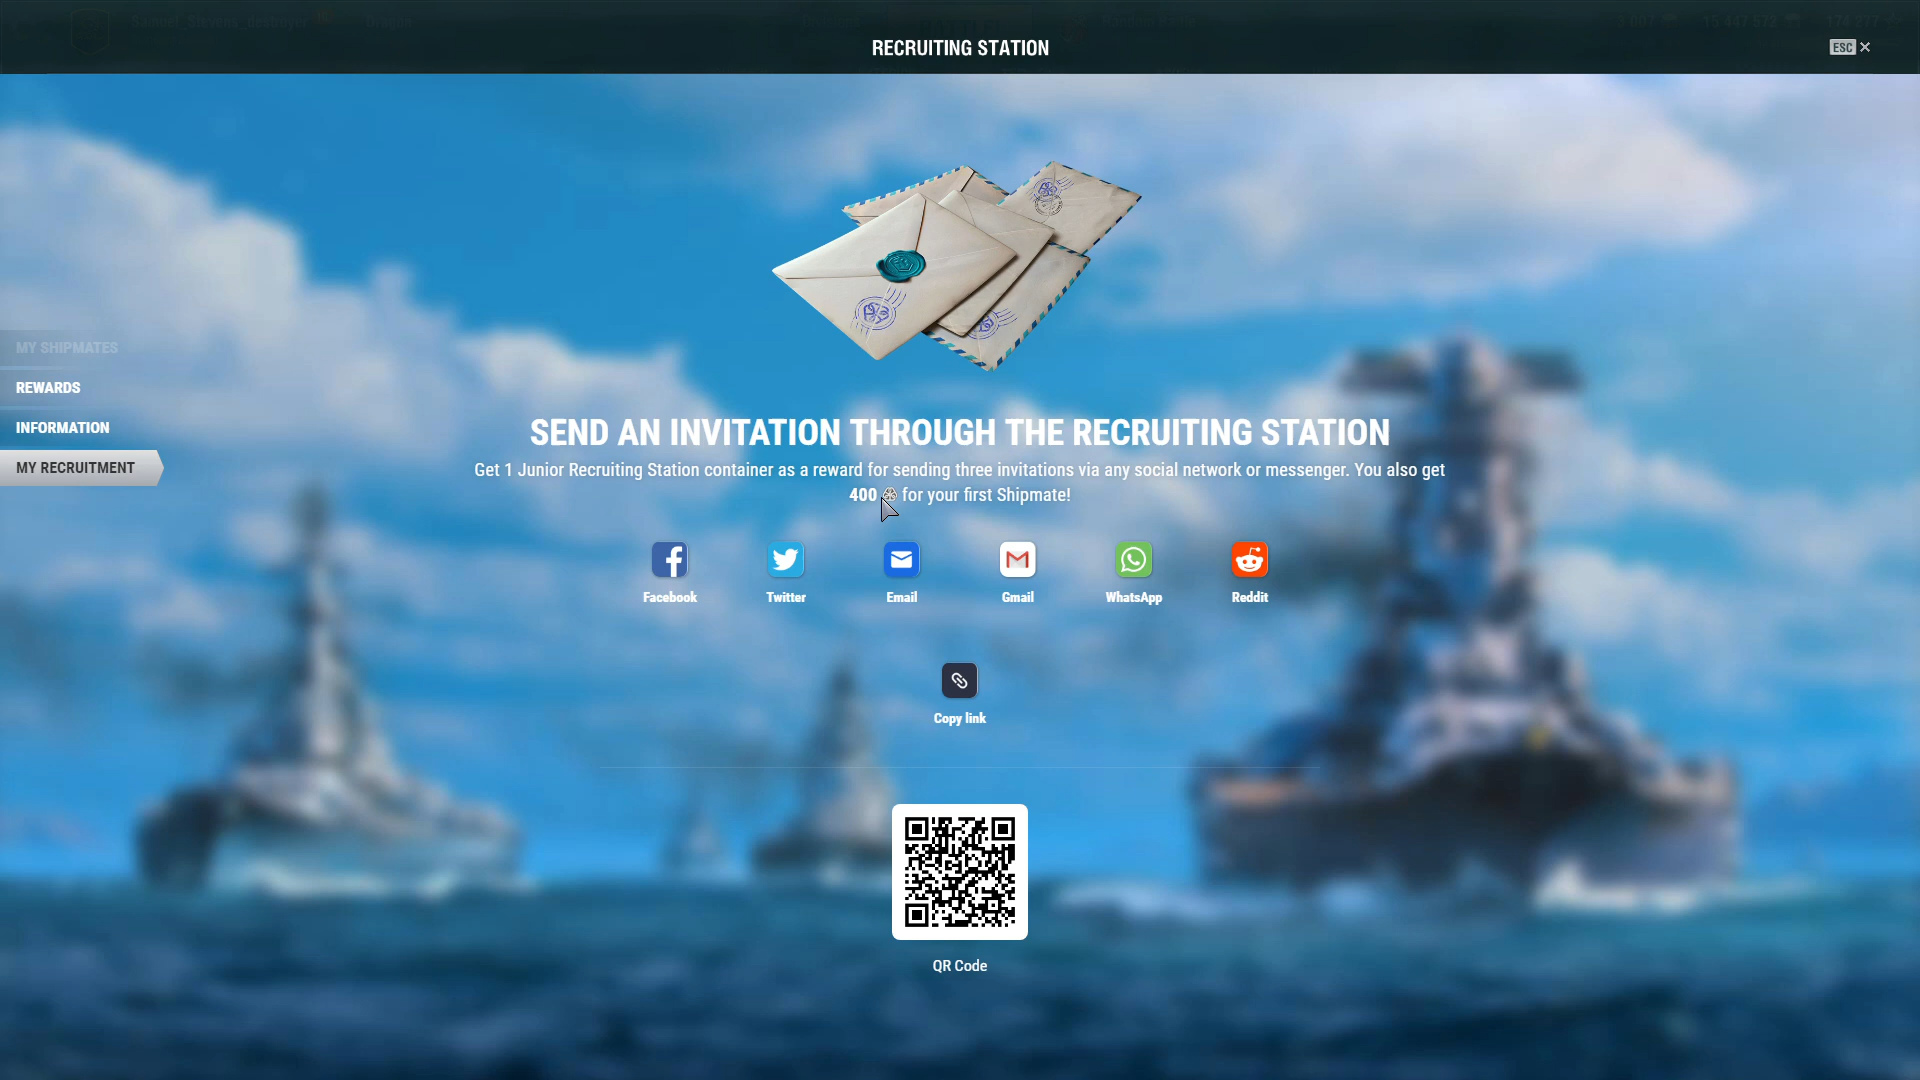 RECRUITING STATION
ESC
MY SHIPMATES
REWARDS
INFORMATION
MY RECRUITMENT
SEND AN INVITATION THROUGH THE RECRUITING STATION
Get 1 Junior Recruiting Station container as a reward for sending three invitations via any social network or messenger. You also get
400 for your first Shipmate!
Facebook
Twitter
Email
Gmail
WhatsApp
Reddit
Copy link
QR Code